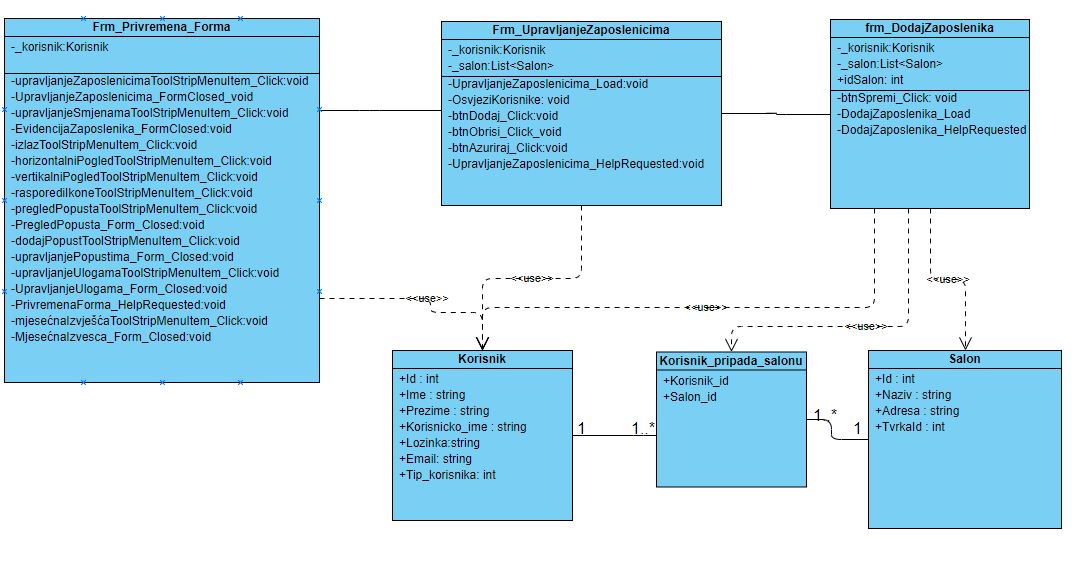 Frm_Privremena_Forma
-_korisnik:Korisnik
-upravljanjeZaposlenicimaToolStripMenuItem_Click:void
-UpravljanjeZaposlenicima_FormClosed_void
-upravljanjeSmjenamaToolStripMenuItem_Click:void
-EvidencijaZaposlenika_FormClosed:void
-izlazToolStripMenuItem_Click:void
-horizontalniPogledToolStripMenuItem_Click:void
-vertikalniPogledToolStripMenuItem_Click:void
-rasporediIkoneToolStripMenuItem_Click:void
-pregledPopustaToolStripMenuItem_Click:void
-PregledPopusta_Form_Closed:void
-dodajPopustToolStripMenuItem_Click:void
-upravljanjePopustima_Form_Closed:void
-upravljanjeUlogamaToolStripMenuItem_Click:void
-UpravljanjeUlogima_Form_Closed:void
-PrivremenaForma_HelpRequested:void
-mjesečnaIzvješćaToolStripMenuItem_Click:void
-MjesećnaIzvesca_Form_Closed:void
Frm_UpravljanjeZaposlenicima
-_korisnik:Korisnik
-_salon:List<Salon>
-UpravljanjeZaposlenicima_Load:void
-OsvjeziKorisnike: void
-btnDodaj_Click:void
-btnObrisi_Click_void
-btnAzuriraj_Click:void
-UpravljanjeZaposlenicima_HelpRequested:void
frm_DodajZaposlenika
-_korisnik:Korisnik
-_salon:List<Salon>
+idSalon: int
-btnSpremi_Click: void
-DodajZaposlenika_Load
-DodajZaposlenika_HelpRequested
<<use>>
<<use>>
<<use>>
<<use>>
<<use>>
Korisnik
+Id : int
+Ime : string
+Prezime : string
+Korisnicko_ime : string
+Lozinka:string
+Email: string
+Tip_korisnika: int
1
1..*
Korisnik_pripada_salonu
+Korisnik_id
+Salon_id
1..*
1
Salon
+Id : int
+Naziv : string
+Adresa : string
+TvrkaId : int